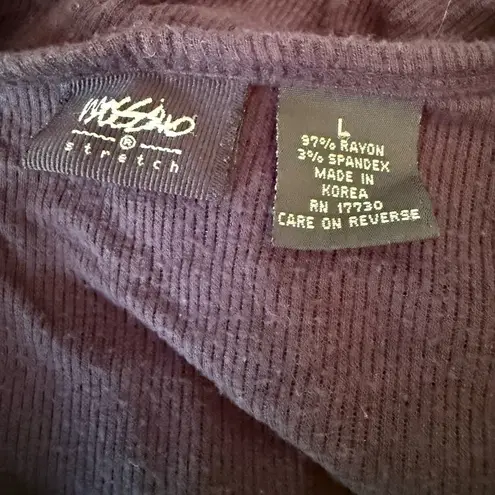 mossimo
®
stretch
L
97% RAYON
3% SPANDEX
MADE IN
KOREA
RN 17730
CARE ON REVERSE